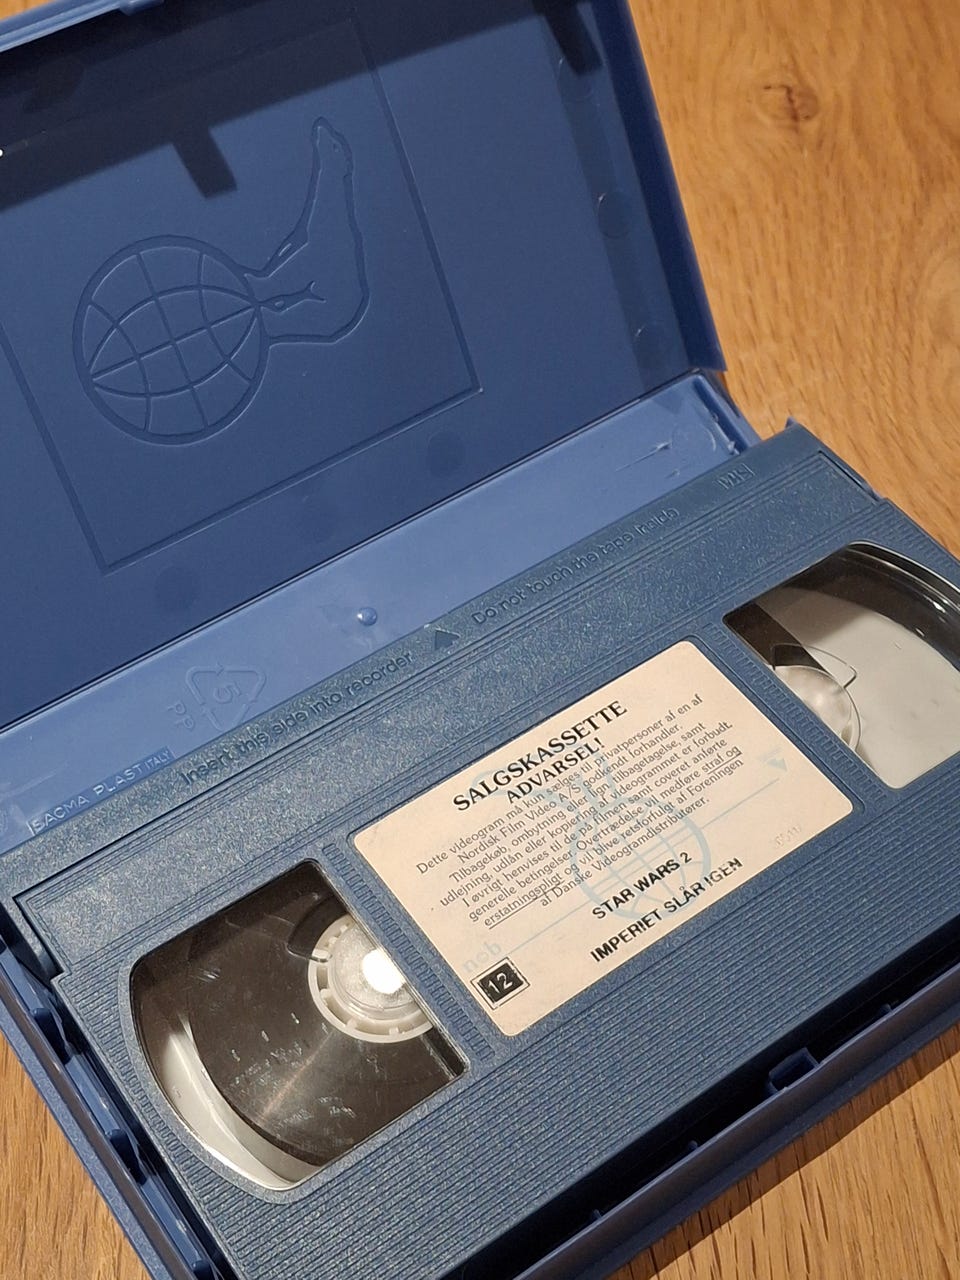 VHS
Insert this side into recorder ▲ Do not touch the tape inside
5
PP
SACMA PLAST ITALY
SALGSKASSETTE
ADVARSEL!
Dette videogram må kun sælges til privatpersoner af en af
Nordisk Film Video A/S godkendt forhandler.
Tilbagekøb, ombytning eller lign. tilbagetagelse, samt
udlejning, udlån eller kopiering af videogrammet er forbudt.
I øvrigt henvises til de på filmen samt coveret anførte
generelle betingelser. Overtrædelse vil medføre straf og
erstatningspligt og vil blive retsforfulgt af Foreningen
af Danske Videogramdistributører.
STAR WARS 2
IMPERIET SLÅR IGEN
ncb
12